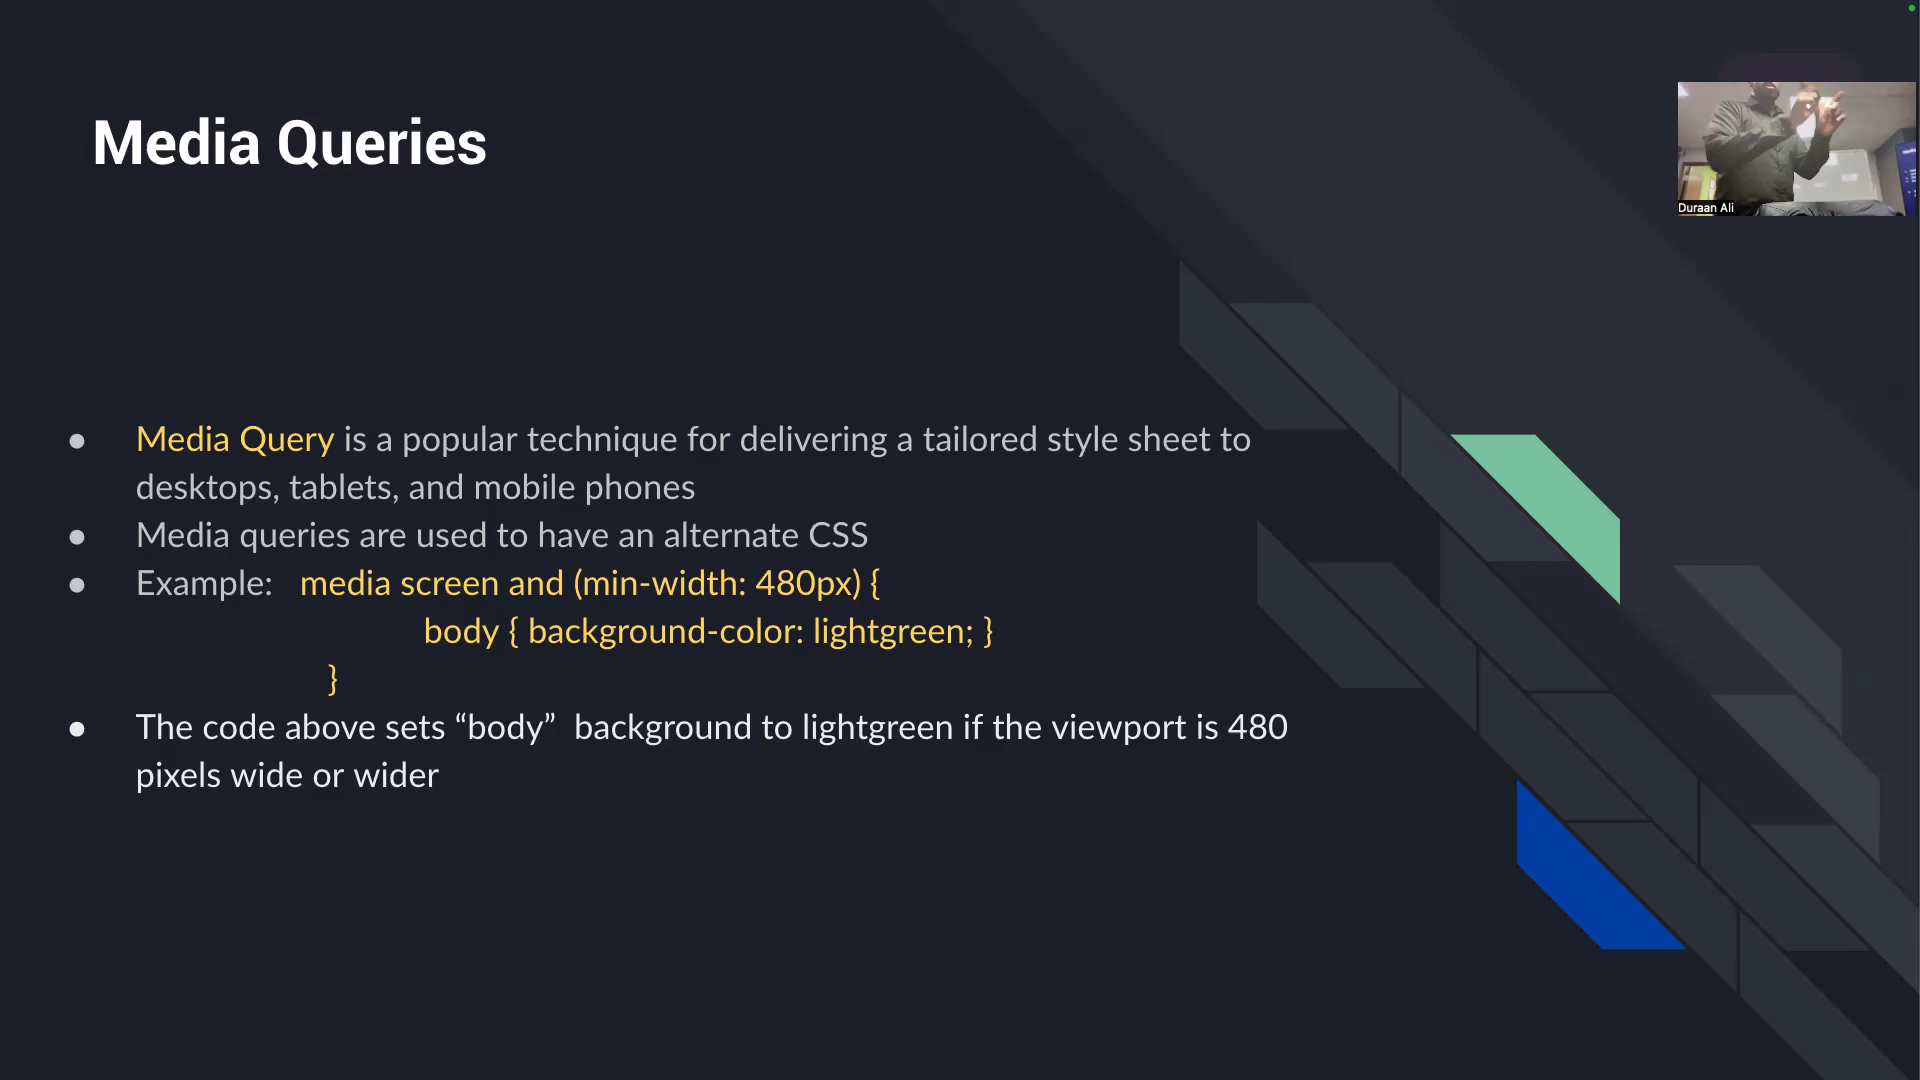 Media Queries
Duraan Ali
● Media Query is a popular technique for delivering a tailored style sheet to
desktops, tablets, and mobile phones
● Media queries are used to have an alternate CSS
● Example: media screen and (min-width: 480px) {
body { background-color: lightgreen; }
}
● The code above sets “body” background to lightgreen if the viewport is 480
pixels wide or wider